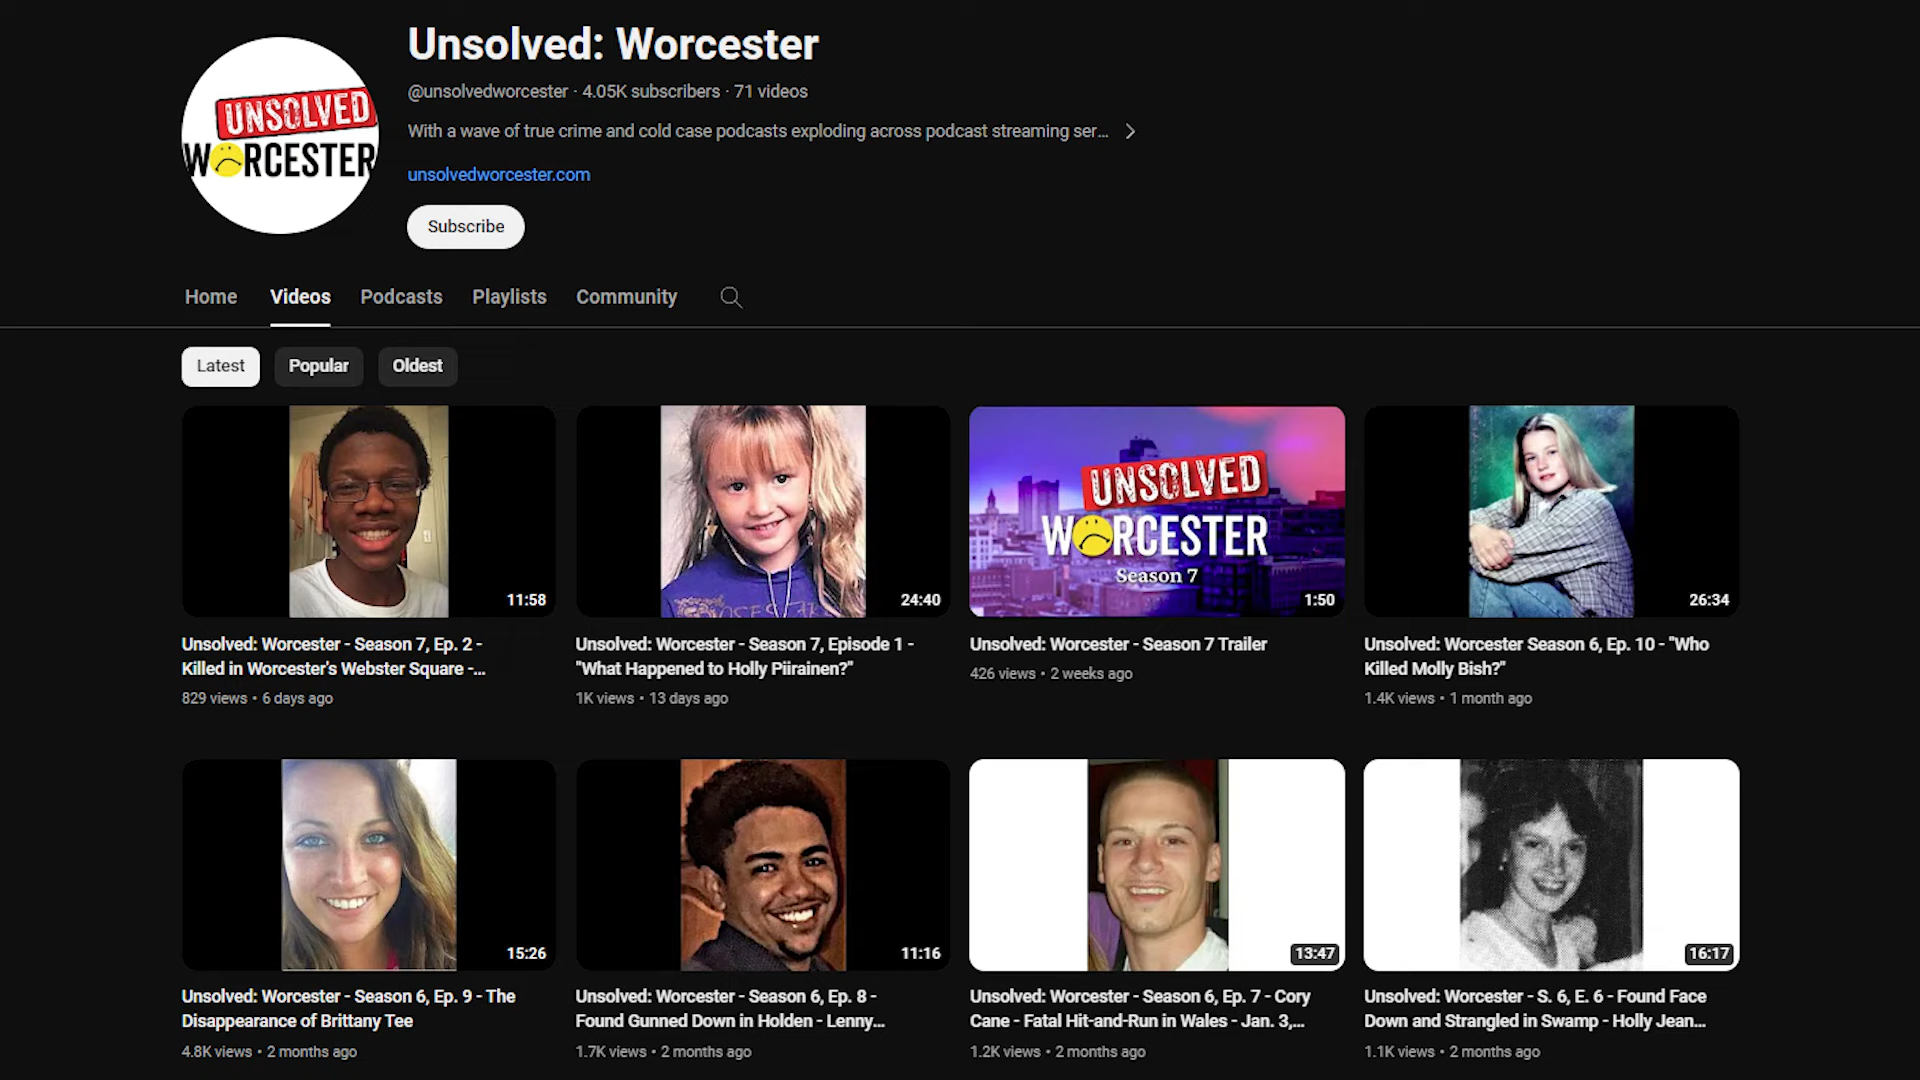 Unsolved: Worcester
@unsolvedworcester · 4.05K subscribers · 71 videos
With a wave of true crime and cold case podcasts exploding across podcast streaming ser...
unsolvedworcester.com
Subscribe
UNSOLVED
WORCESTER
Home Videos Podcasts Playlists Community
Latest Popular Oldest
11:58
24:40
UNSOLVED
WORCESTER
Season 7
1:50
26:34
Unsolved: Worcester - Season 7, Ep. 2 -
Killed in Worcester's Webster Square -...
829 views • 6 days ago
Unsolved: Worcester - Season 7, Episode 1 -
"What Happened to Holly Piirainen?"
1K views • 13 days ago
Unsolved: Worcester - Season 7 Trailer
426 views • 2 weeks ago
Unsolved: Worcester Season 6, Ep. 10 - "Who
Killed Molly Bish?"
1.4K views • 1 month ago
15:26
11:16
13:47
16:17
Unsolved: Worcester - Season 6, Ep. 9 - The
Disappearance of Brittany Tee
4.8K views • 2 months ago
Unsolved: Worcester - Season 6, Ep. 8 -
Found Gunned Down in Holden - Lenny...
1.7K views • 2 months ago
Unsolved: Worcester - Season 6, Ep. 7 - Cory
Cane - Fatal Hit-and-Run in Wales - Jan. 3,...
1.2K views • 2 months ago
Unsolved: Worcester - S. 6, E. 6 - Found Face
Down and Strangled in Swamp - Holly Jean...
1.1K views • 2 months ago